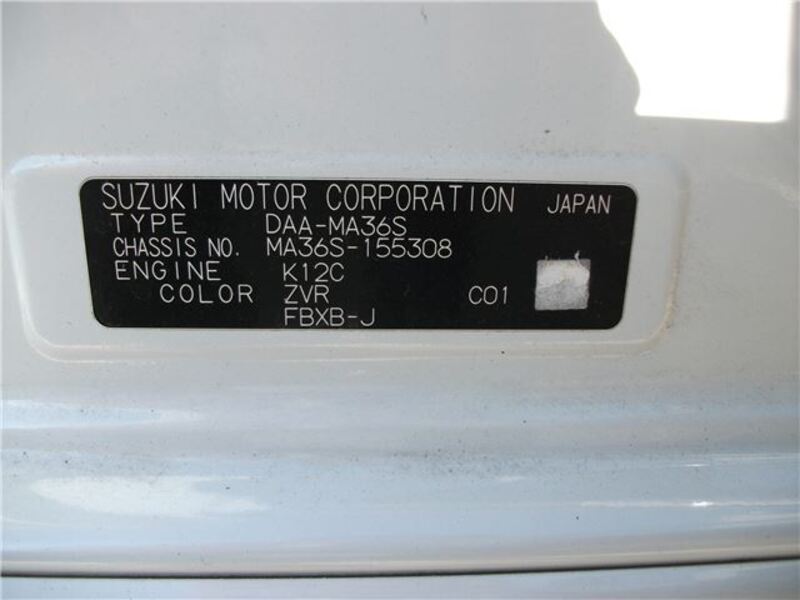 SUZUKI MOTOR CORPORATION JAPAN
TYPE DAA-MA36S
CHASSIS NO. MA36S-155308
ENGINE K12C
COLOR ZVR C01
FBXB-J